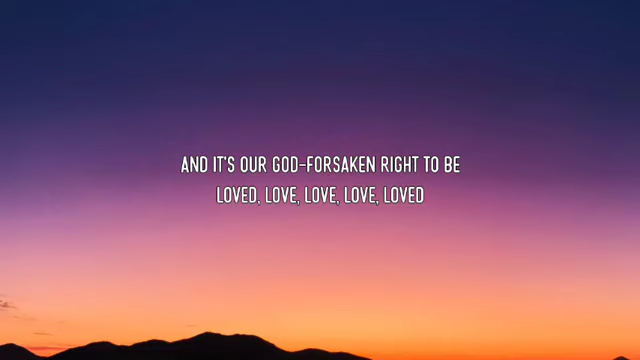 AND IT'S OUR GOD-FORSAKEN RIGHT TO BE
LOVED, LOVE, LOVE, LOVE, LOVED